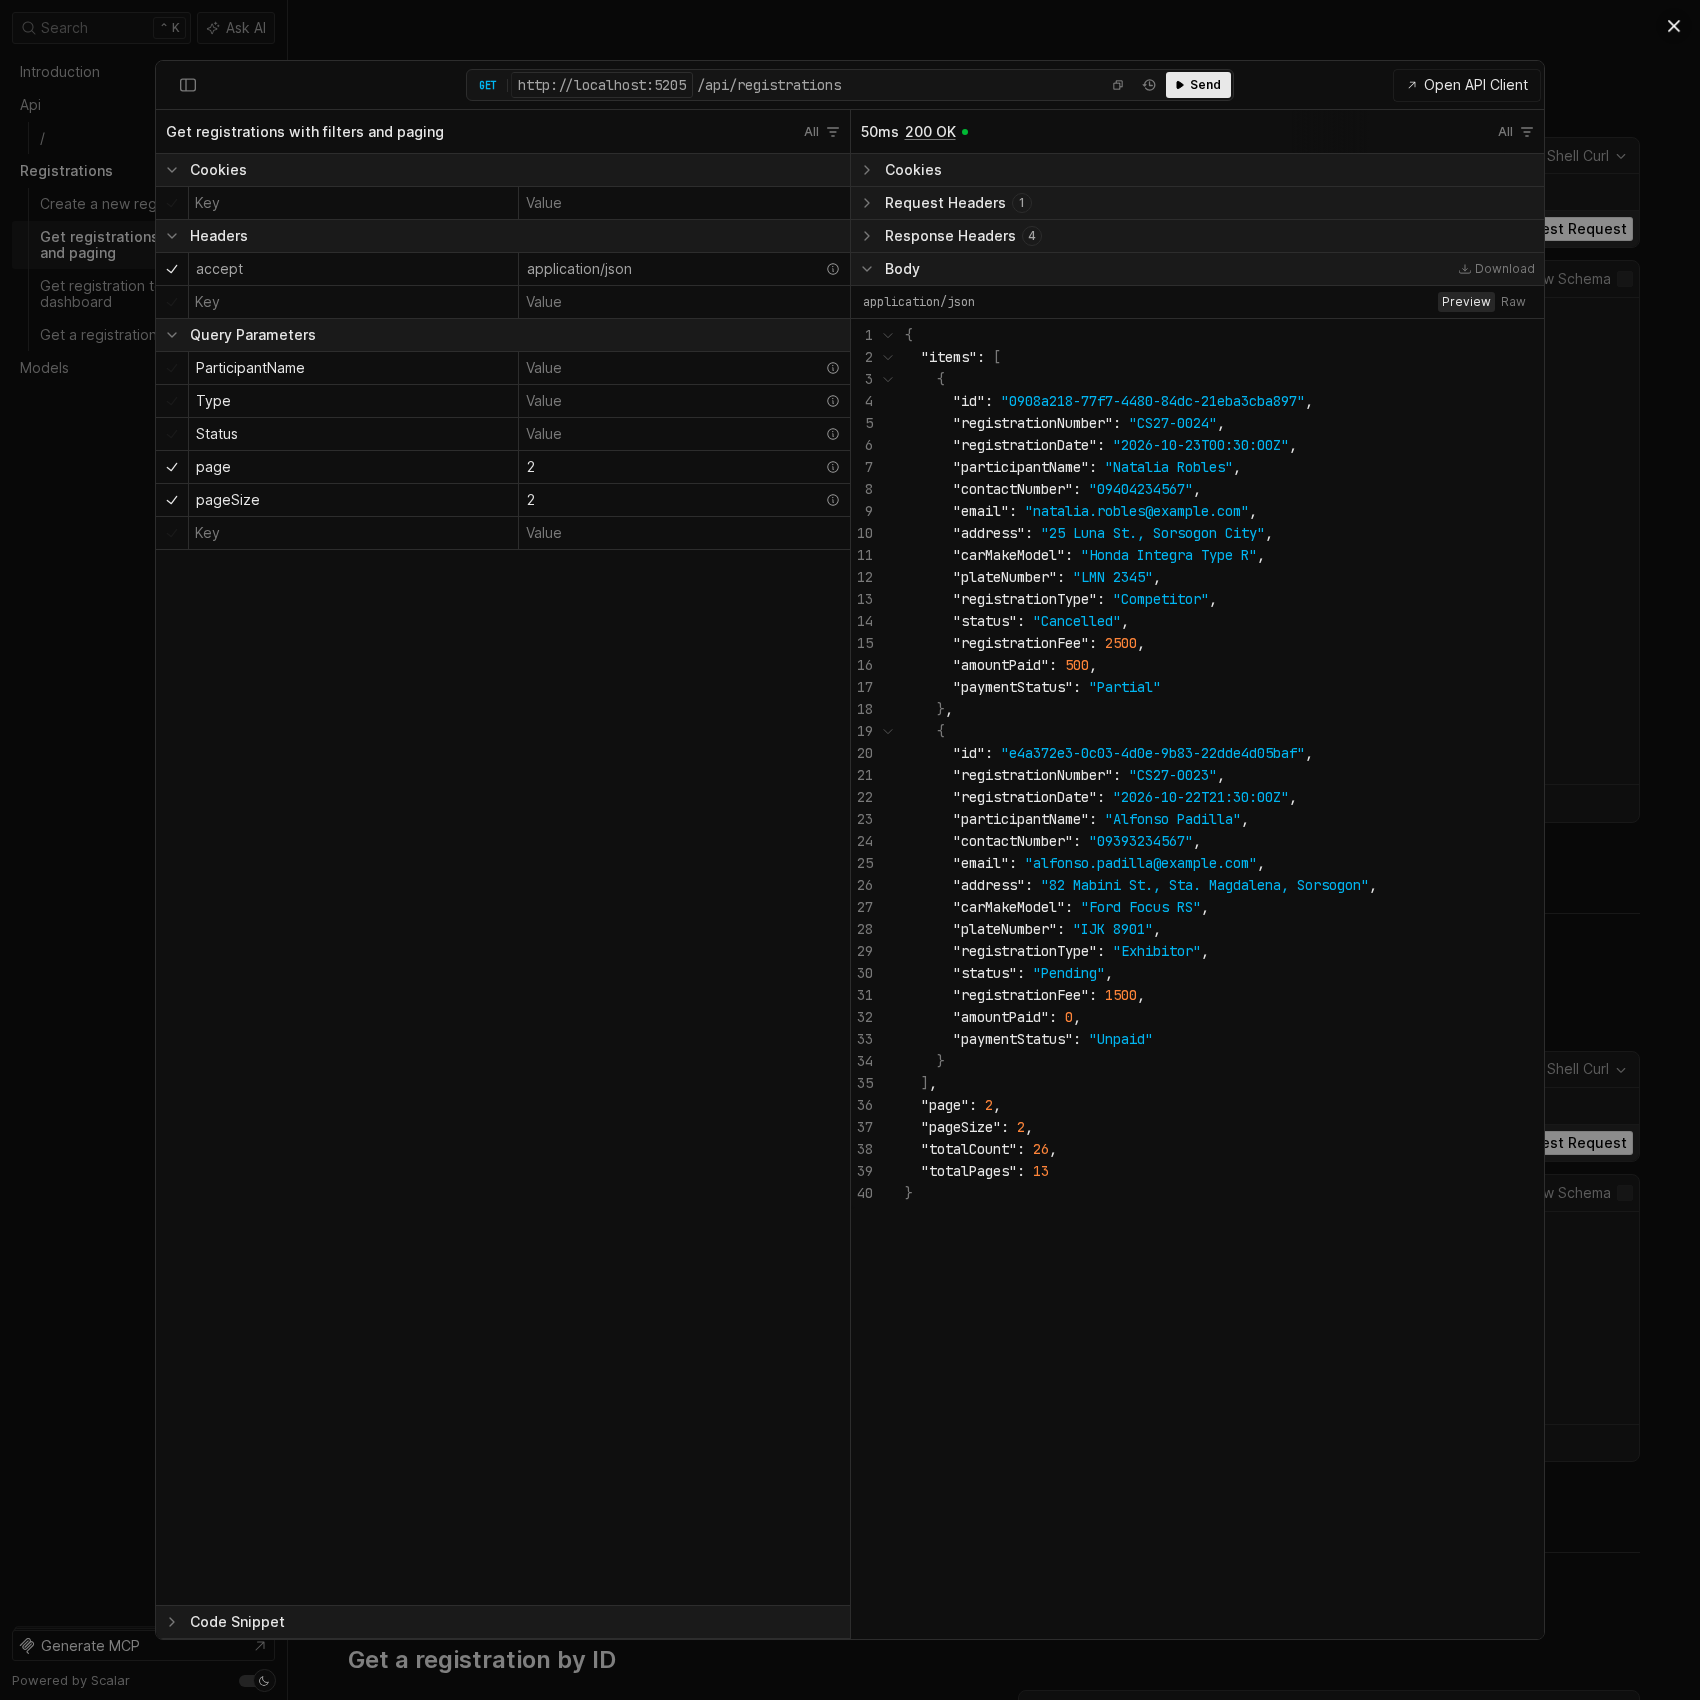 Search
⌃ K
Ask AI
Introduction
Api
/
Registrations
Create a new reg
Get registrations
and paging
Get registration t
dashboard
Get a registration
Models
GET
http://localhost:5205
/api/registrations
Send
Open API Client
Get registrations with filters and paging
All
Cookies
Key
Value
Headers
accept
application/json
Key
Value
Query Parameters
ParticipantName
Value
Type
Value
Status
Value
page
2
pageSize
2
Key
Value
Code Snippet
50ms 200 OK
All
Cookies
Request Headers 1
Response Headers 4
Body
Download
application/json
Preview
Raw
1 {
2 "items": [
3 {
4 "id": "0908a218-77f7-4480-84dc-21eba3cba897",
5 "registrationNumber": "CS27-0024",
6 "registrationDate": "2026-10-23T00:30:00Z",
7 "participantName": "Natalia Robles",
8 "contactNumber": "09404234567",
9 "email": "natalia.robles@example.com",
10 "address": "25 Luna St., Sorsogon City",
11 "carMakeModel": "Honda Integra Type R",
12 "plateNumber": "LMN 2345",
13 "registrationType": "Competitor",
14 "status": "Cancelled",
15 "registrationFee": 2500,
16 "amountPaid": 500,
17 "paymentStatus": "Partial"
18 },
19 {
20 "id": "e4a372e3-0c03-4d0e-9b83-22dde4d05baf",
21 "registrationNumber": "CS27-0023",
22 "registrationDate": "2026-10-22T21:30:00Z",
23 "participantName": "Alfonso Padilla",
24 "contactNumber": "09393234567",
25 "email": "alfonso.padilla@example.com",
26 "address": "82 Mabini St., Sta. Magdalena, Sorsogon",
27 "carMakeModel": "Ford Focus RS",
28 "plateNumber": "IJK 8901",
29 "registrationType": "Exhibitor",
30 "status": "Pending",
31 "registrationFee": 1500,
32 "amountPaid": 0,
33 "paymentStatus": "Unpaid"
34 }
35 ],
36 "page": 2,
37 "pageSize": 2,
38 "totalCount": 26,
39 "totalPages": 13
40 }
Shell Curl
est Request
w Schema
Shell Curl
est Request
w Schema
Generate MCP
Powered by Scalar
Get a registration by ID